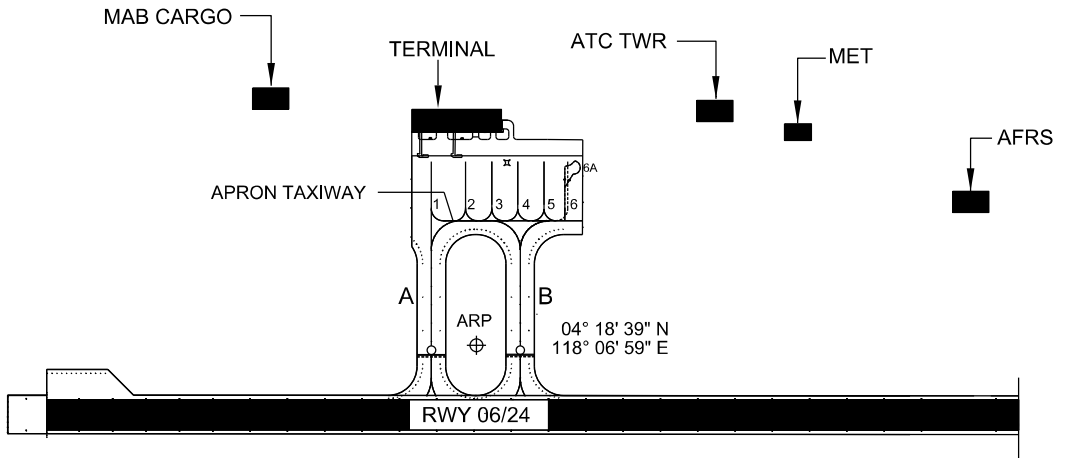 MAB CARGO
TERMINAL
ATC TWR
MET
AFRS
6A
APRON TAXIWAY
1 2 3 4 5 6
A
B
ARP
04° 18' 39" N
118° 06' 59" E
RWY 06/24